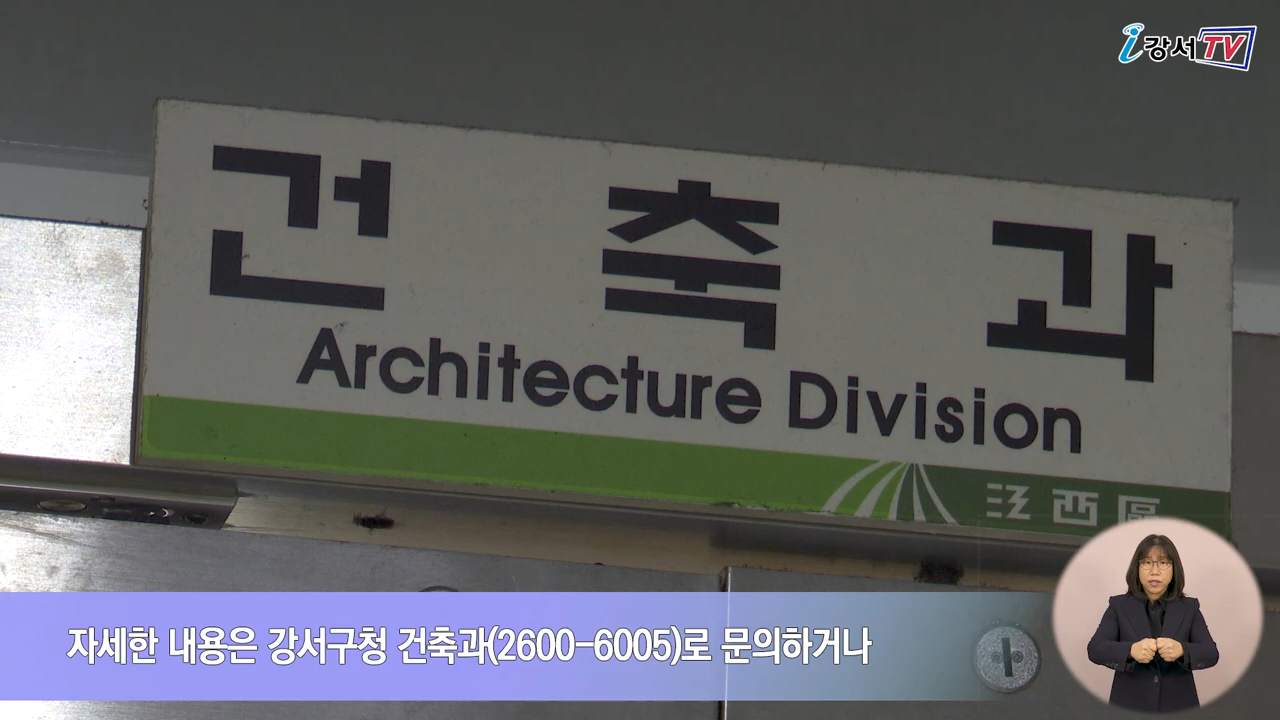 i강서TV
건축과
Architecture Division
江西區
자세한 내용은 강서구청 건축과(2600-6005)로 문의하거나